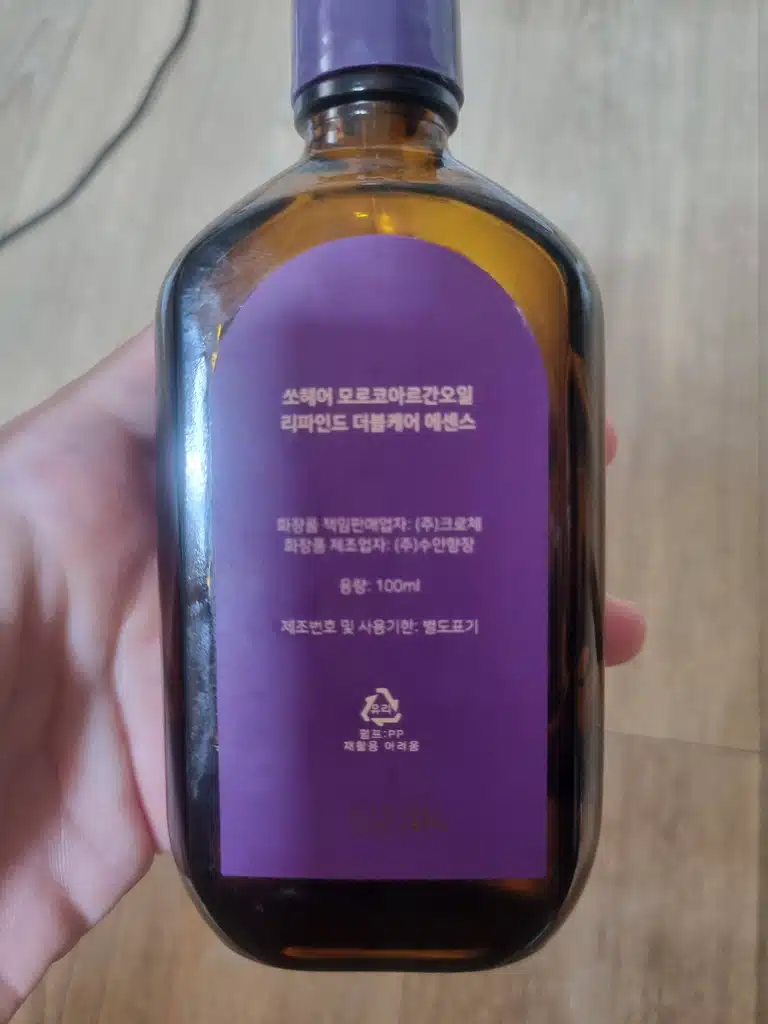 쏘헤어 모로코아르간오일
리파인드 더블케어 에센스
화장품 책임판매업자: (주)크로체
화장품 제조업자: (주)수안향장
용량: 100ml
제조번호 및 사용기한: 별도표기
유리
펌프:PP
재활용 어려움